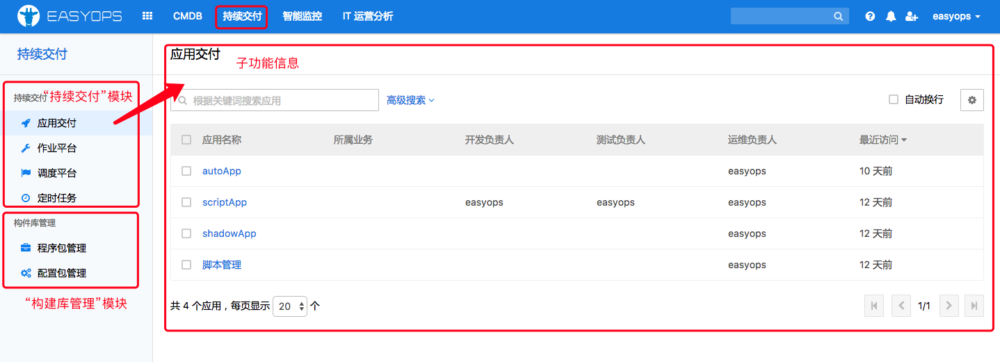 EASYOPS CMDB 持续交付 智能监控 IT 运营分析 easyops
持续交付
应用交付
子功能信息
持续交付 “持续交付”模块
应用交付
作业平台
调度平台
定时任务
构件库管理
程序包管理
配置包管理
“构建库管理”模块
根据关键词搜索应用 高级搜索 自动换行
应用名称 所属业务 开发负责人 测试负责人 运维负责人 最近访问
autoApp easyops 10 天前
scriptApp easyops easyops easyops 12 天前
shadowApp easyops 12 天前
脚本管理 easyops 12 天前
共 4 个应用，每页显示 20 个 1/1